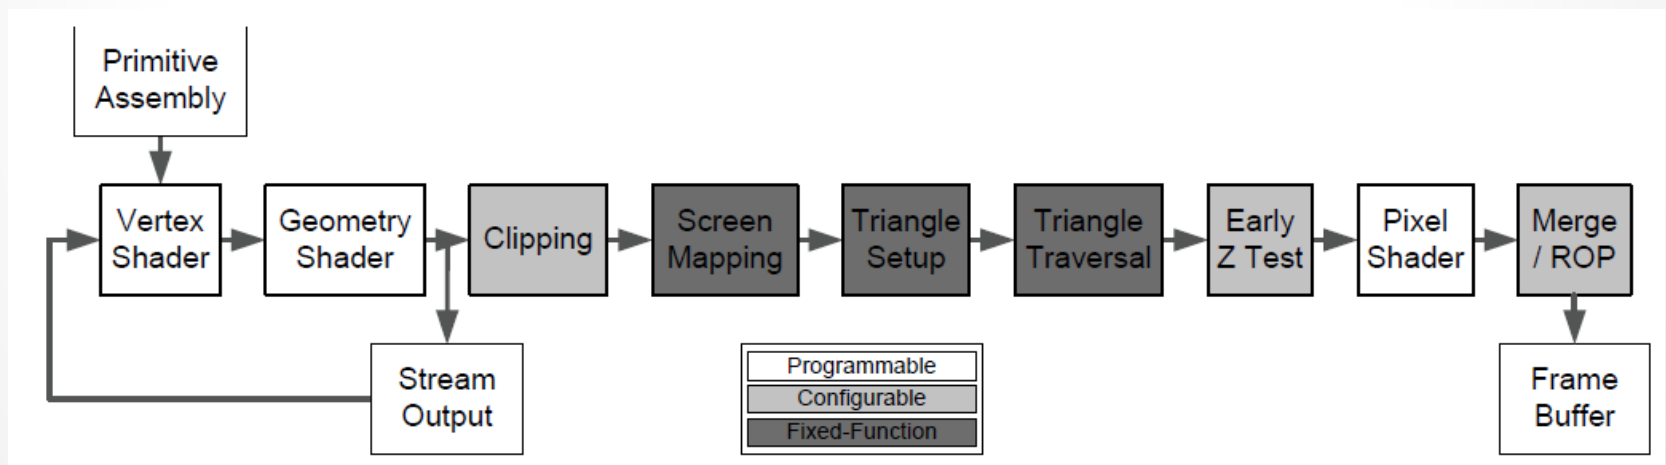 Primitive
Assembly
Vertex
Shader
Geometry
Shader
Clipping
Screen
Mapping
Triangle
Setup
Triangle
Traversal
Early
Z Test
Pixel
Shader
Merge
/ ROP
Stream
Output
Programmable
Configurable
Fixed-Function
Frame
Buffer